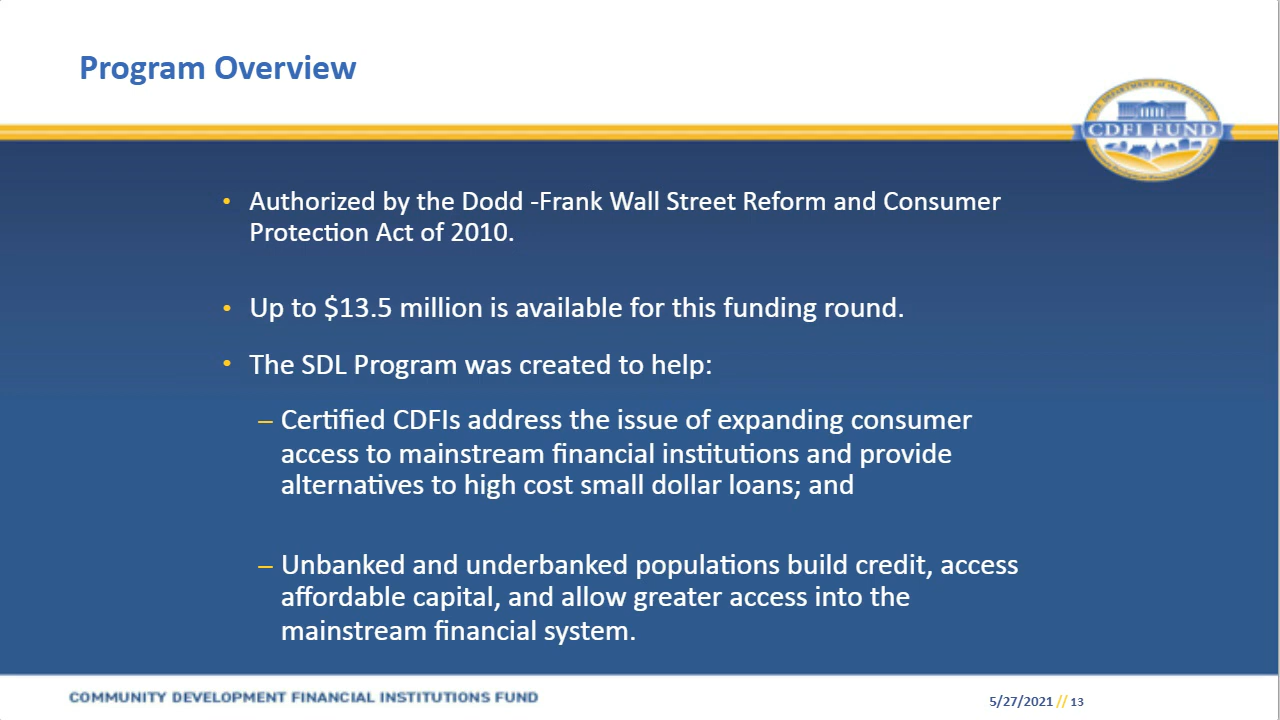 Program Overview
U.S. DEPARTMENT of the TREASURY
CDFI FUND
• Authorized by the Dodd -Frank Wall Street Reform and Consumer
Protection Act of 2010.
• Up to $13.5 million is available for this funding round.
• The SDL Program was created to help:
– Certified CDFIs address the issue of expanding consumer
access to mainstream financial institutions and provide
alternatives to high cost small dollar loans; and
– Unbanked and underbanked populations build credit, access
affordable capital, and allow greater access into the
mainstream financial system.
COMMUNITY DEVELOPMENT FINANCIAL INSTITUTIONS FUND
5/27/2021 // 13